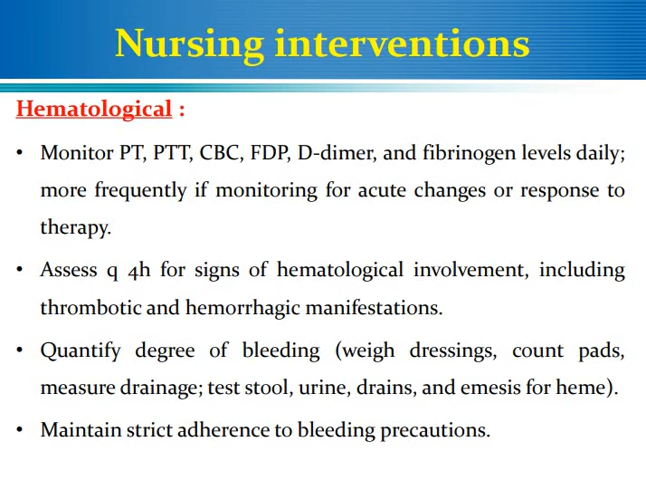 Nursing interventions
Hematological :
• Monitor PT, PTT, CBC, FDP, D-dimer, and fibrinogen levels daily;
more frequently if monitoring for acute changes or response to
therapy.
• Assess q 4h for signs of hematological involvement, including
thrombotic and hemorrhagic manifestations.
• Quantify degree of bleeding (weigh dressings, count pads,
measure drainage; test stool, urine, drains, and emesis for heme).
• Maintain strict adherence to bleeding precautions.